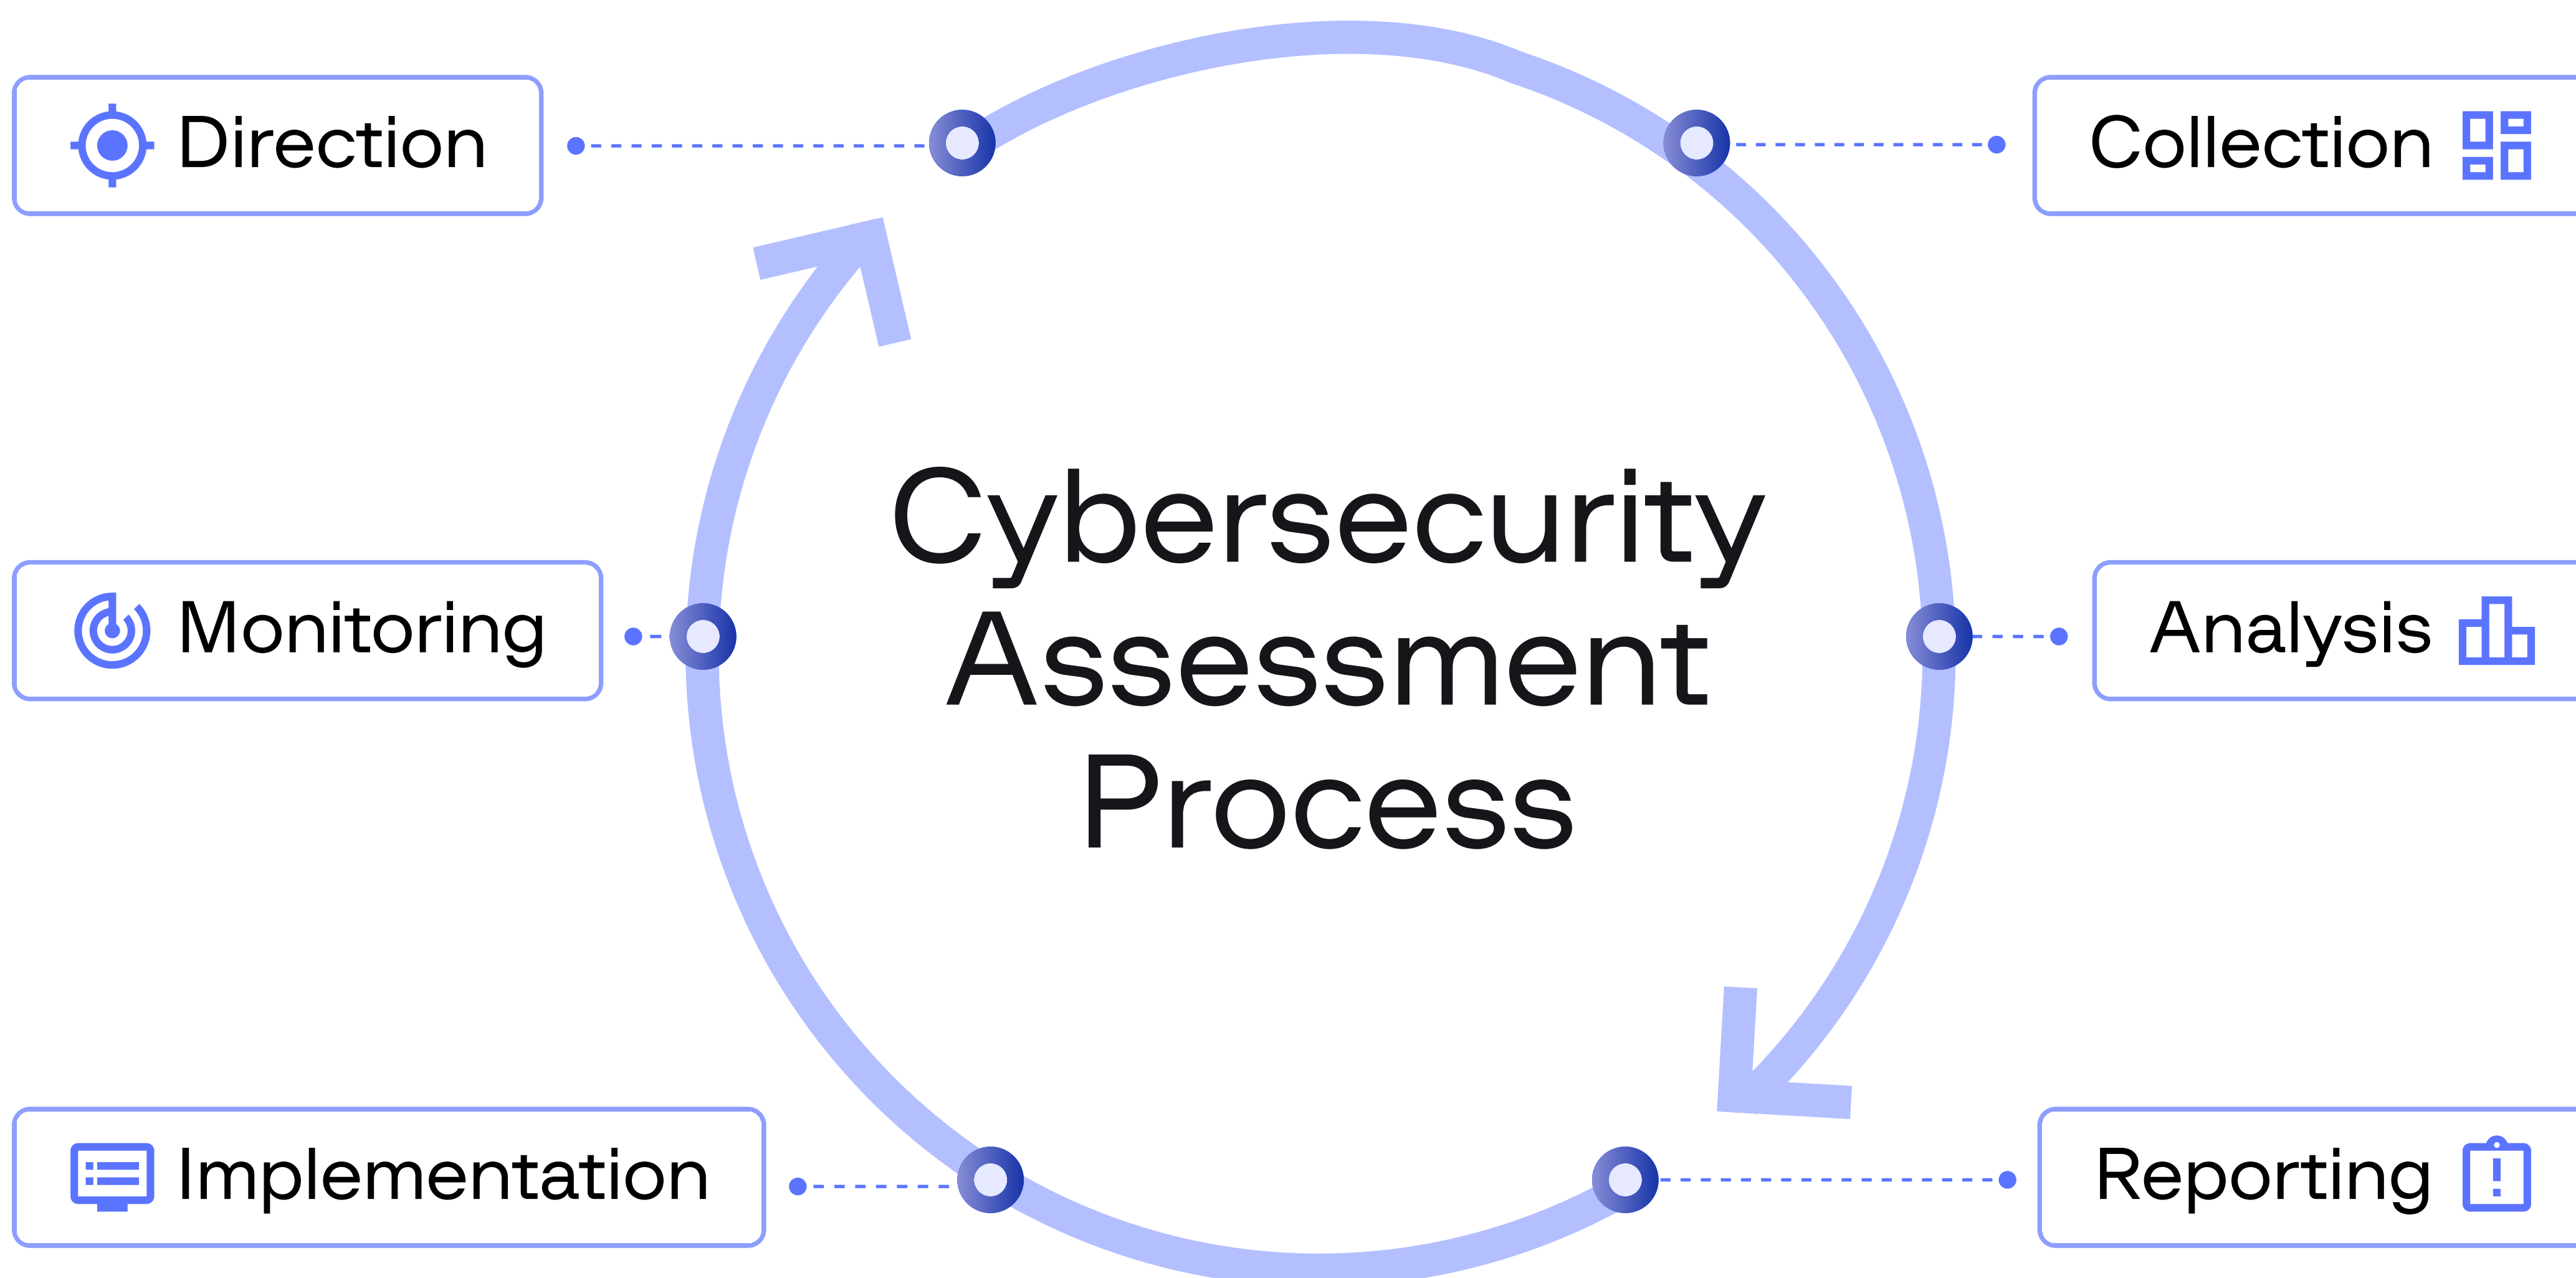 Direction
Collection
Cybersecurity
Assessment
Process
Monitoring
Analysis
Implementation
Reporting